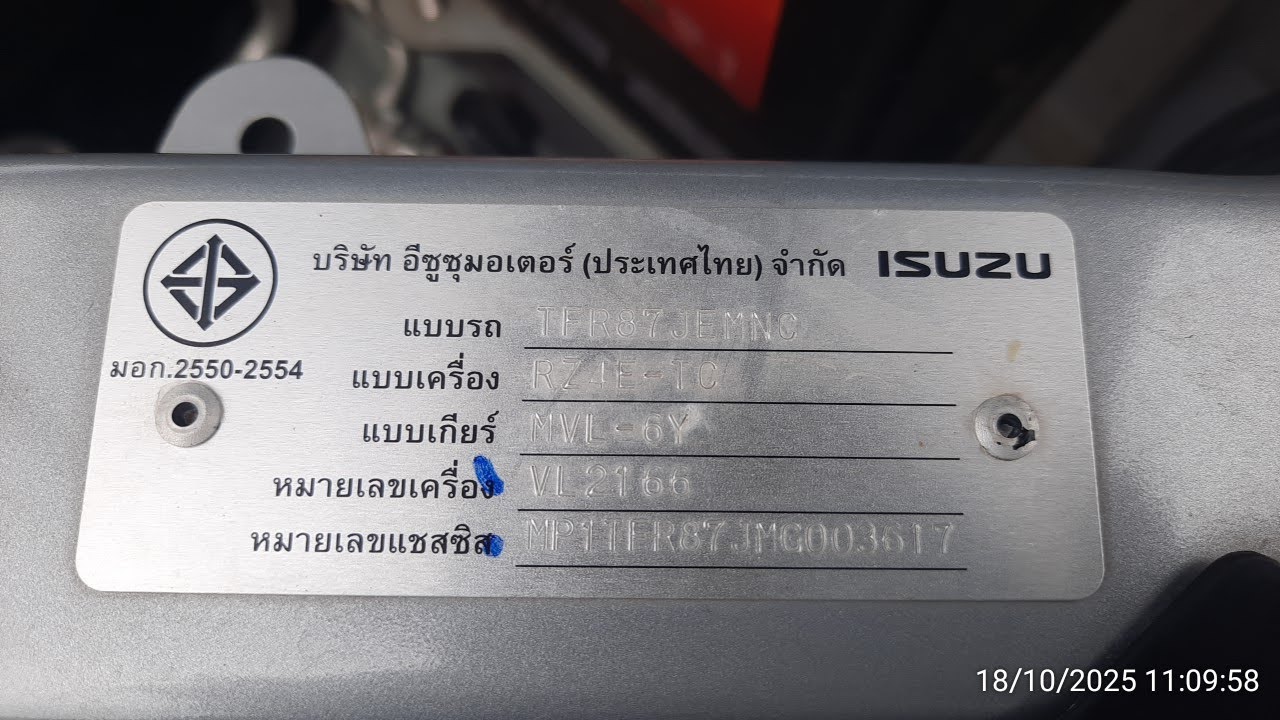 บริษัท อีซูซุมอเตอร์ (ประเทศไทย) จำกัด ISUZU
แบบรถ TFR87JEMNC
มอก.2550-2554
แบบเครื่อง RZ4E-TC
แบบเกียร์ MVL-6Y
หมายเลขเครื่อง VL2166
หมายเลขแชสซิส MP1TFR87JMG003617
18/10/2025 11:09:58